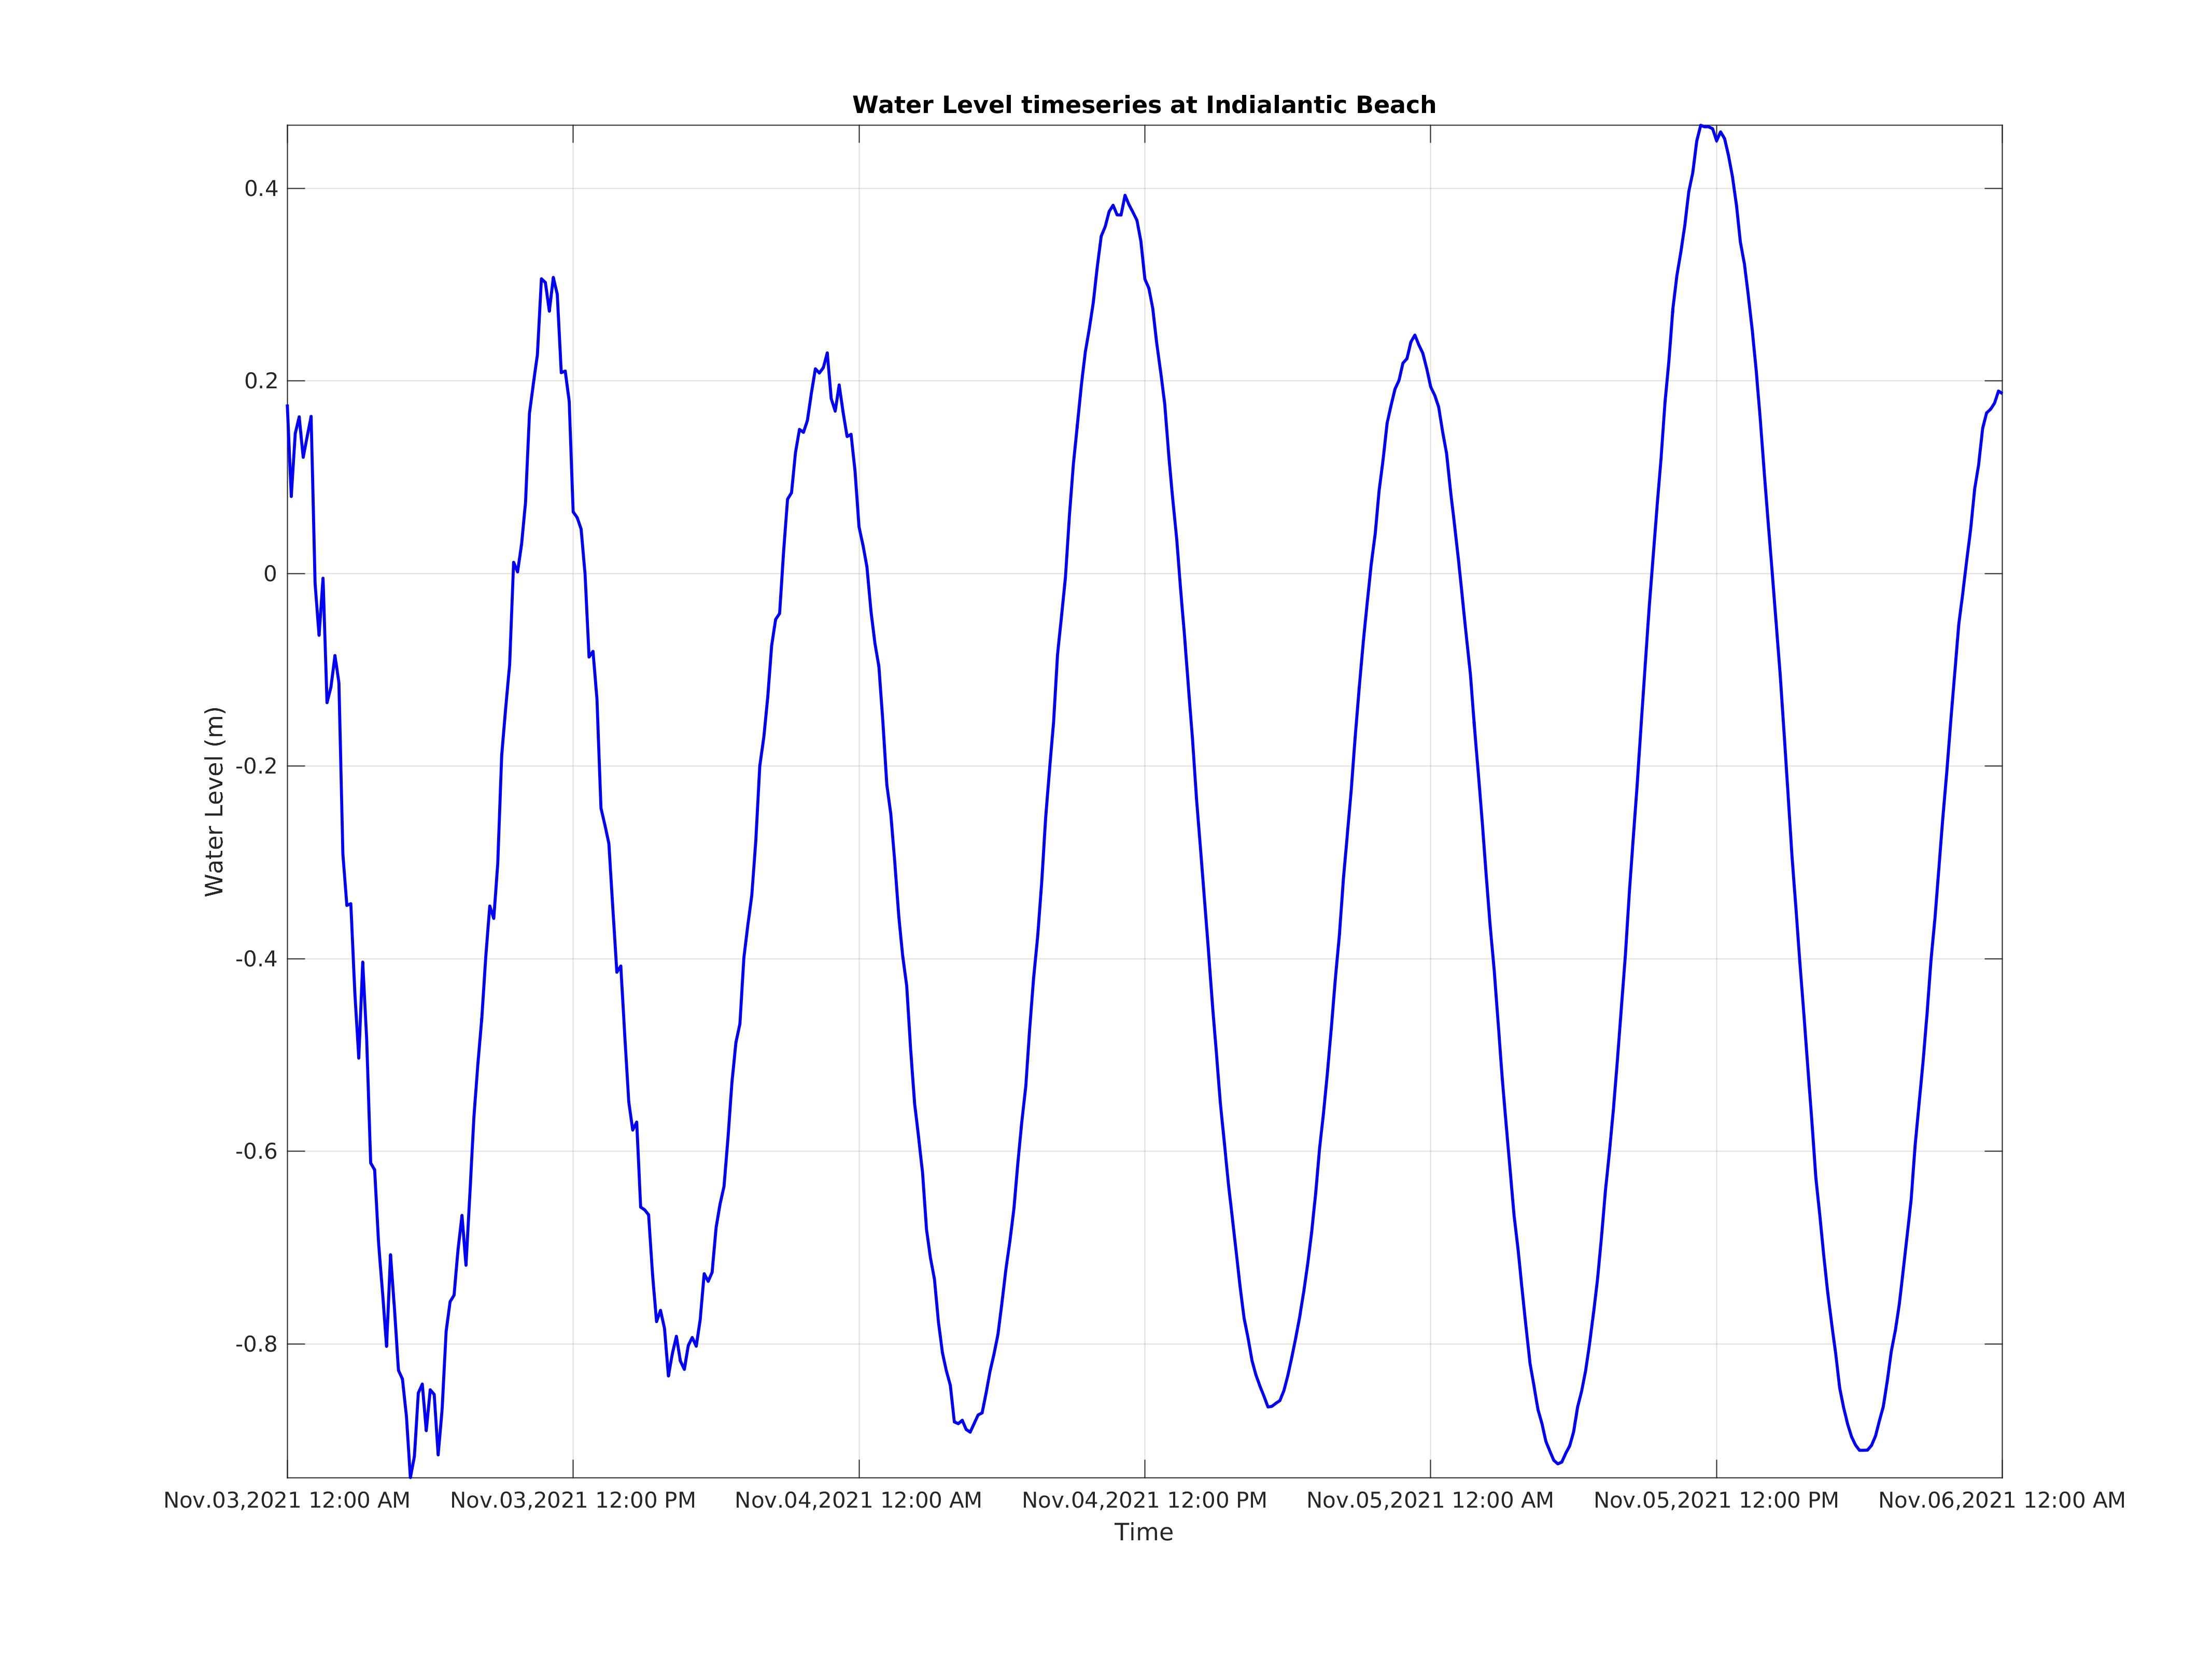 Water Level timeseries at Indialantic Beach
0.4
0.2
0
-0.2
-0.4
-0.6
-0.8
Water Level (m)
Nov.03,2021 12:00 AM Nov.03,2021 12:00 PM Nov.04,2021 12:00 AM Nov.04,2021 12:00 PM Nov.05,2021 12:00 AM Nov.05,2021 12:00 PM Nov.06,2021 12:00 AM
Time